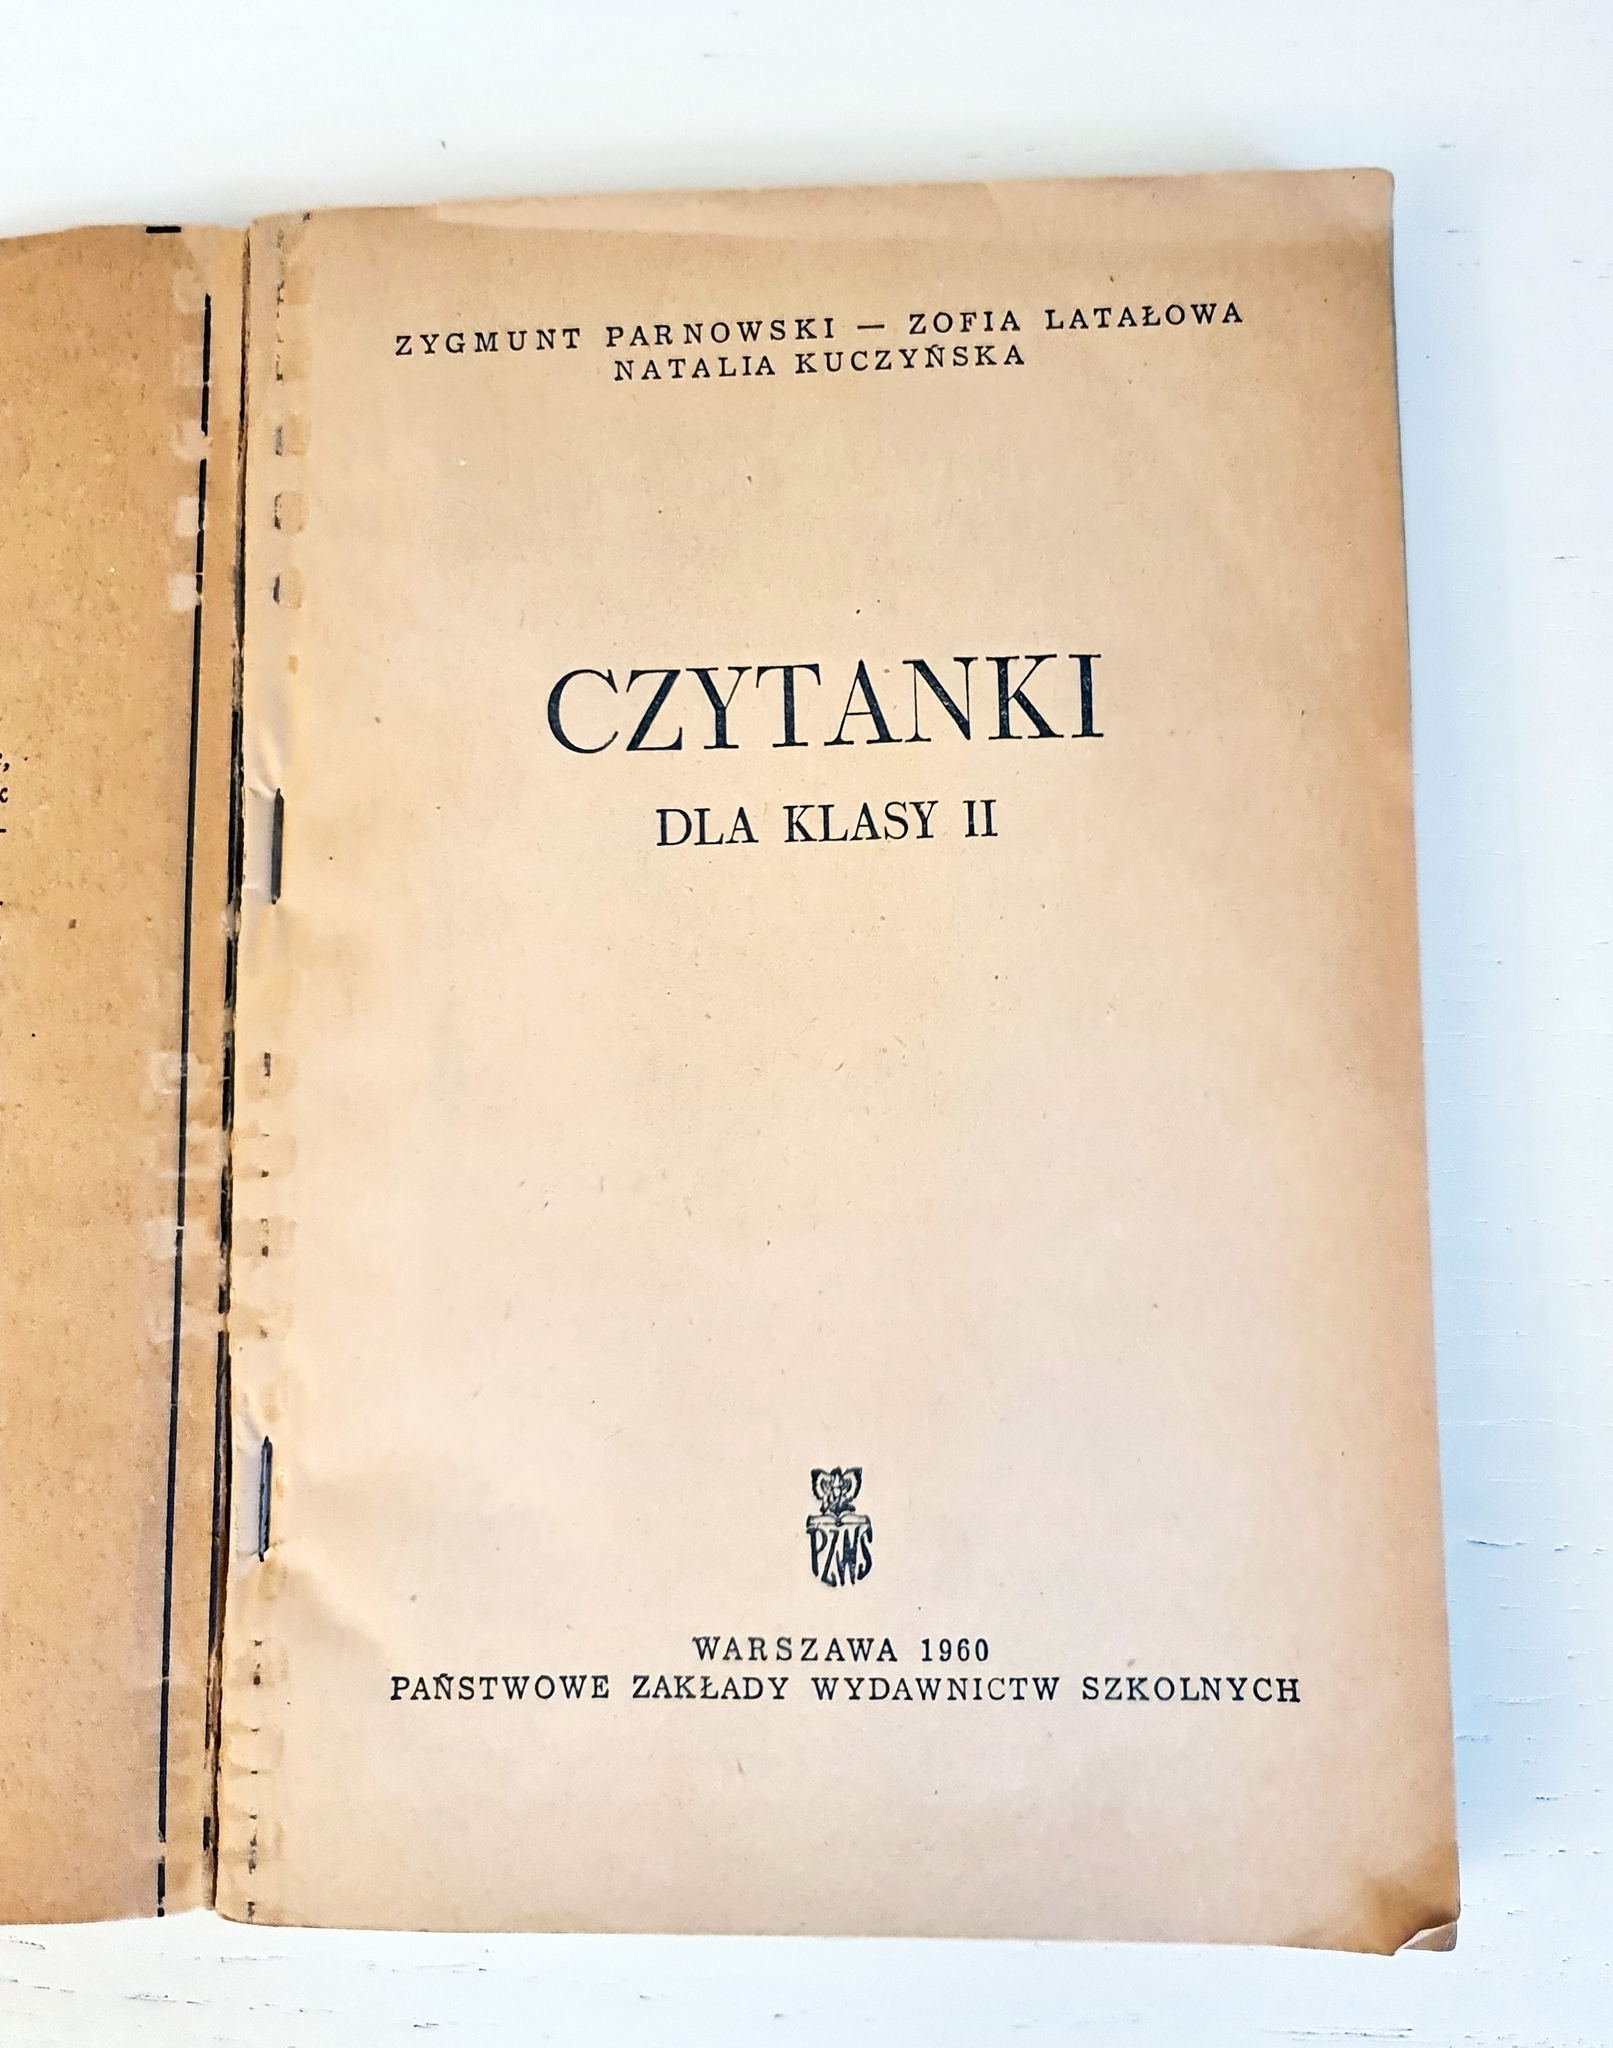 ZYGMUNT PARNOWSKI — ZOFIA LATAŁOWA
NATALIA KUCZYŃSKA
CZYTANKI
DLA KLASY II
PZWS
WARSZAWA 1960
PAŃSTWOWE ZAKŁADY WYDAWNICTW SZKOLNYCH